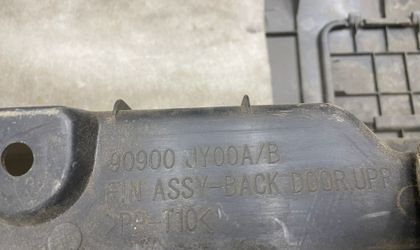 90900 JY00A/B
FIN ASSY-BACK DOOR,UPR
>PP-T10<